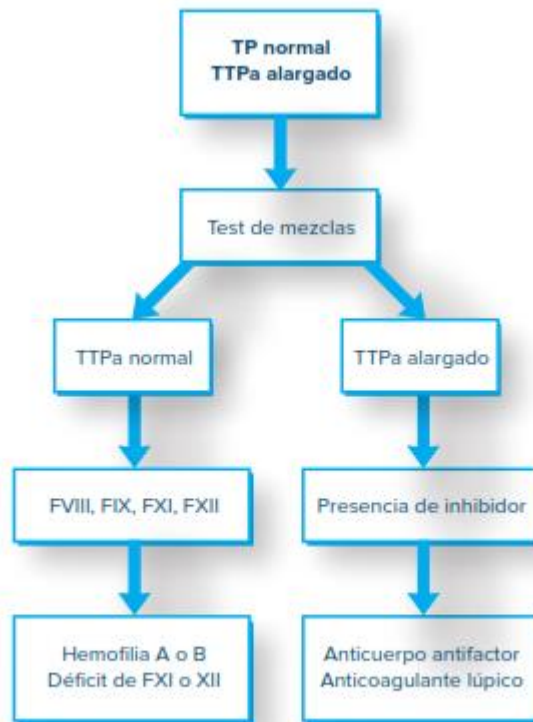 TP normal
TTPa alargado
Test de mezclas
TTPa normal
TTPa alargado
FVIII, FIX, FXI, FXII
Presencia de inhibidor
Hemofilia A o B
Déficit de FXI o XII
Anticuerpo antifactor
Anticoagulante lúpico